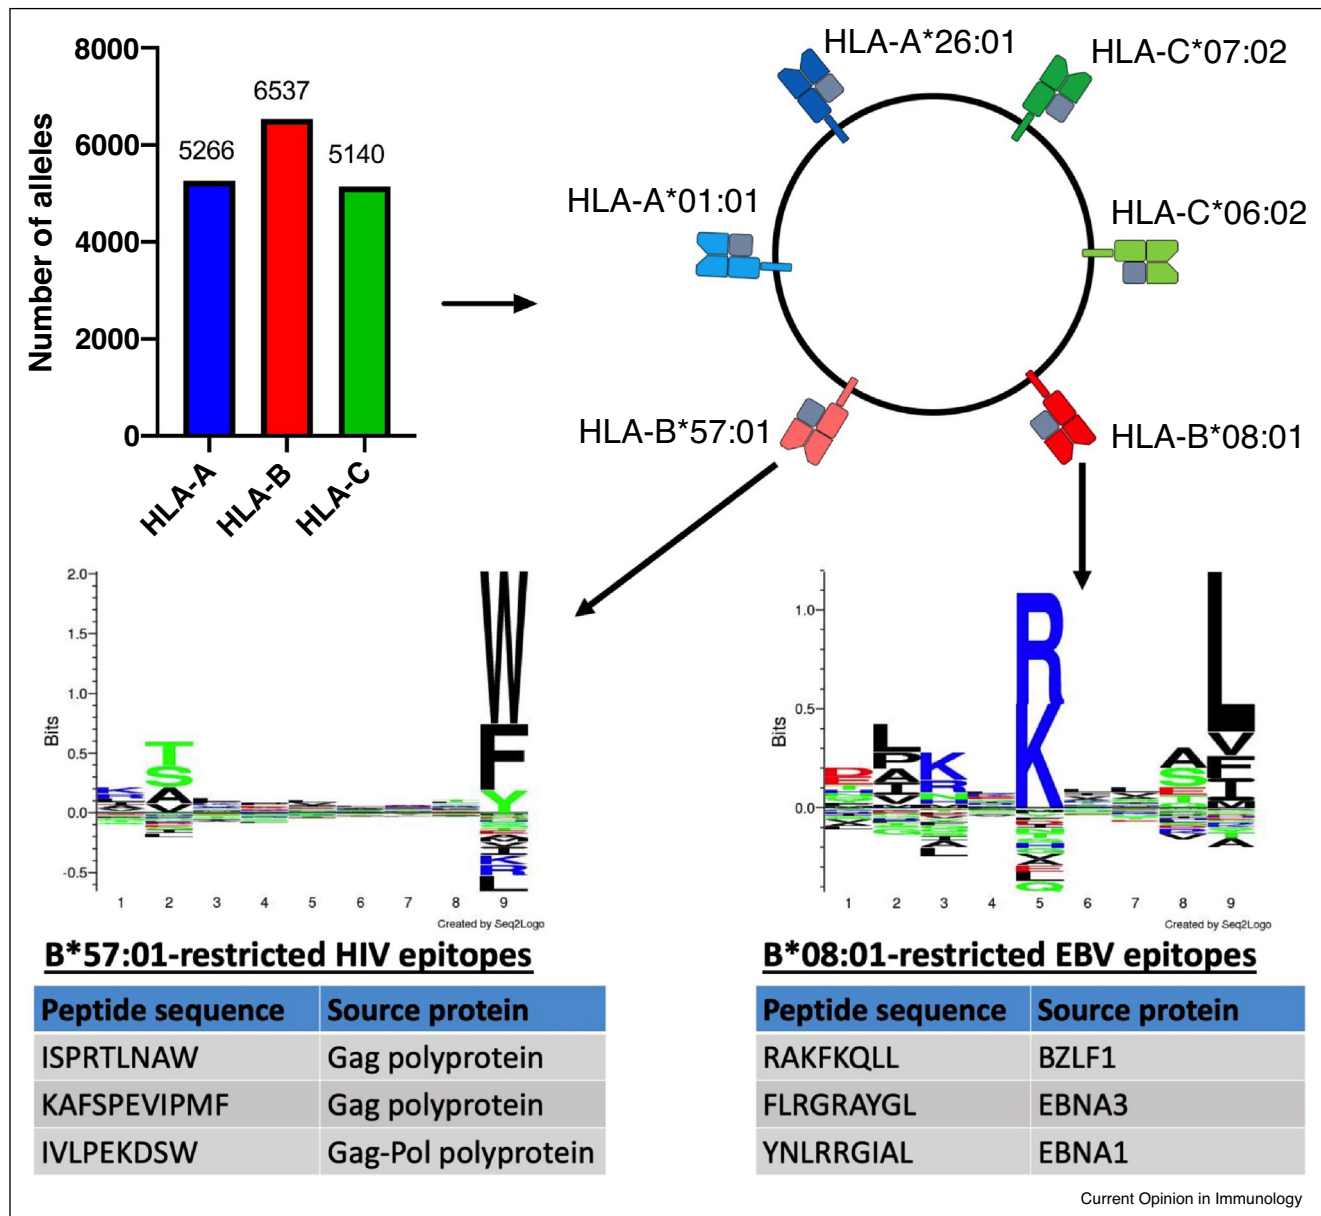 8000
6000
4000
2000
0
Number of alleles
5266
6537
5140
HLA-A
HLA-B
HLA-C
HLA-A*26:01
HLA-C*07:02
HLA-A*01:01
HLA-C*06:02
HLA-B*57:01
HLA-B*08:01
2.0
1.5
1.0
0.5
0.0
-0.5
Bits
W
F
Y
T
S
A
V
K
R
L
1 2 3 4 5 6 7 8 9
Created by Seq2Logo
1.0
0.5
0.0
Bits
R
K
L
V
F
I
L
P
A
K
R
A
S
1 2 3 4 5 6 7 8 9
Created by Seq2Logo
B*57:01-restricted HIV epitopes
Peptide sequence Source protein
ISPRTLNAW Gag polyprotein
KAFSPEVIPMF Gag polyprotein
IVLPEKDSW Gag-Pol polyprotein
B*08:01-restricted EBV epitopes
Peptide sequence Source protein
RAKFKQLL BZLF1
FLRGRAYGL EBNA3
YNLRRGIAL EBNA1
Current Opinion in Immunology